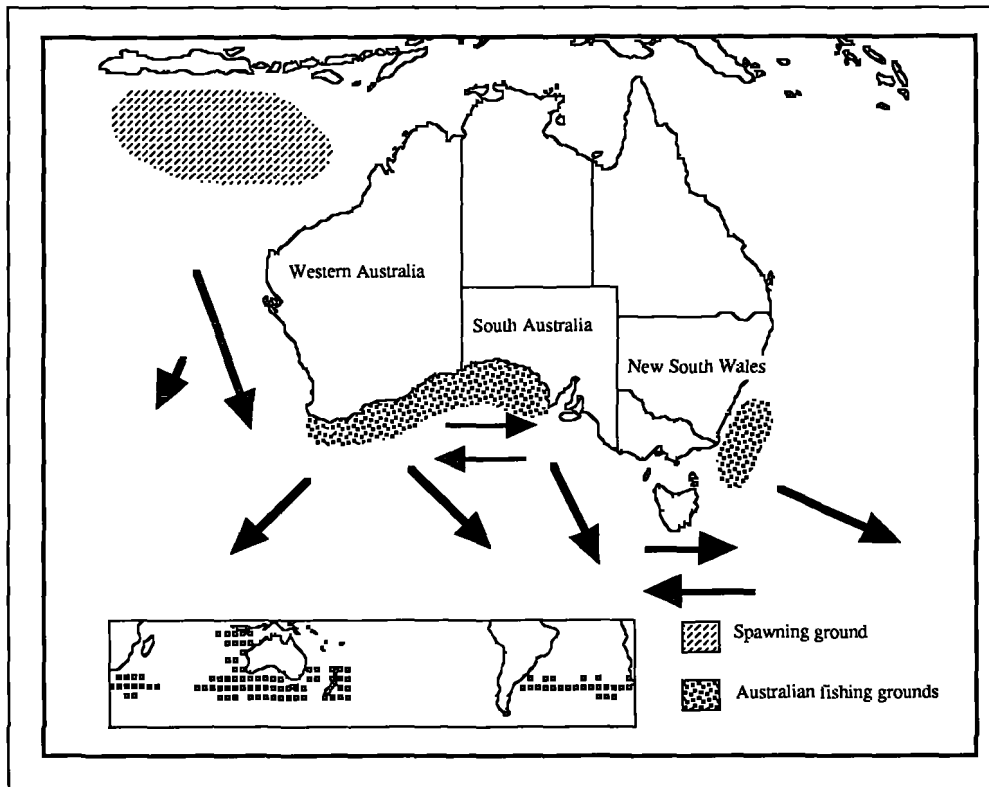 Western Australia
South Australia
New South Wales
Spawning ground
Australian fishing grounds